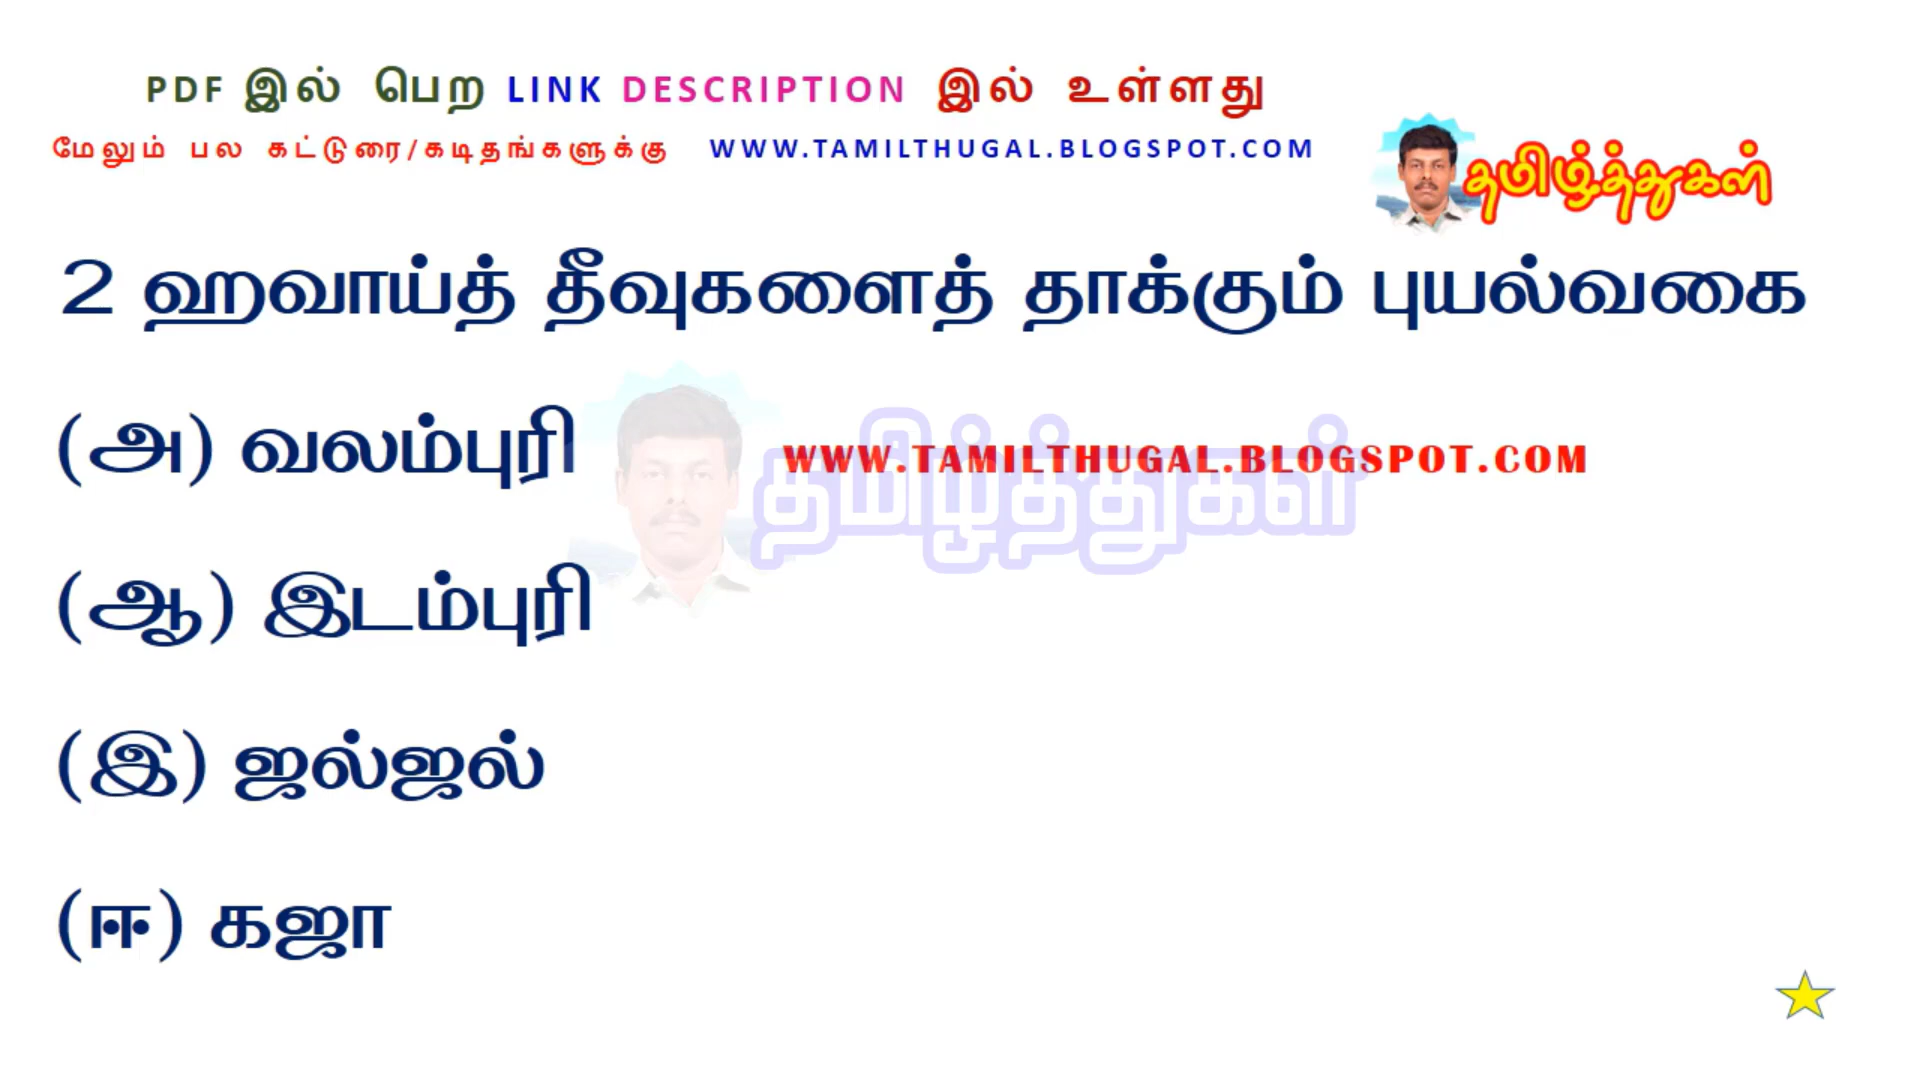 PDF இல் பெற LINK DESCRIPTION இல் உள்ளது
மேலும் பல கட்டுரை/கடிதங்களுக்கு WWW.TAMILTHUGAL.BLOGSPOT.COM
தமிழ்த்துகள்
2 ஹவாய்த் தீவுகளைத் தாக்கும் புயல்வகை
(அ) வலம்புரி
WWW.TAMILTHUGAL.BLOGSPOT.COM
தமிழ்த்துகள்
(ஆ) இடம்புரி
(இ) ஜல்ஜல்
(ஈ) கஜா